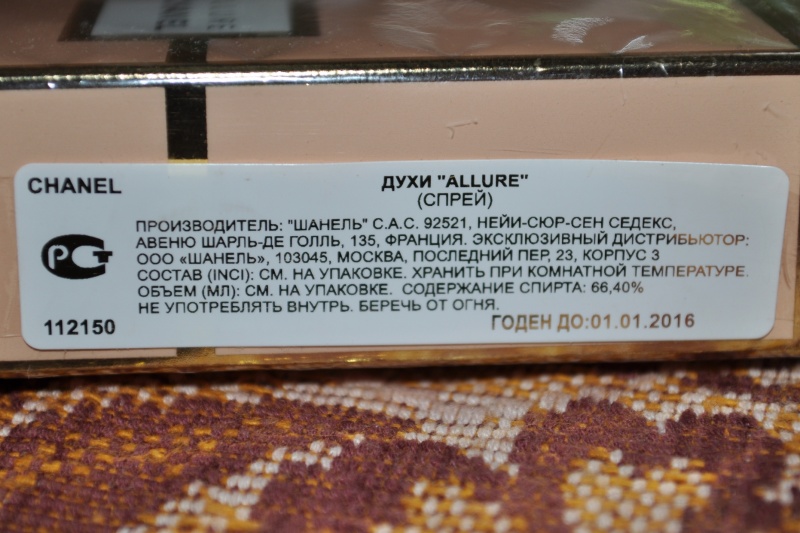 CHANEL
ДУХИ "ALLURE"
(СПРЕЙ)
ПРОИЗВОДИТЕЛЬ: "ШАНЕЛЬ" С.А.С. 92521, НЕЙИ-СЮР-СЕН СЕДЕКС,
АВЕНЮ ШАРЛЬ-ДЕ ГОЛЛЬ, 135, ФРАНЦИЯ. ЭКСКЛЮЗИВНЫЙ ДИСТРИБЬЮТОР:
ООО «ШАНЕЛЬ», 103045, МОСКВА, ПОСЛЕДНИЙ ПЕР, 23, КОРПУС 3
СОСТАВ (INCI): СМ. НА УПАКОВКЕ. ХРАНИТЬ ПРИ КОМНАТНОЙ ТЕМПЕРАТУРЕ.
ОБЪЕМ (МЛ): СМ. НА УПАКОВКЕ. СОДЕРЖАНИЕ СПИРТА: 66,40%
НЕ УПОТРЕБЛЯТЬ ВНУТРЬ. БЕРЕЧЬ ОТ ОГНЯ.
РСТ
112150
ГОДЕН ДО:01.01.2016